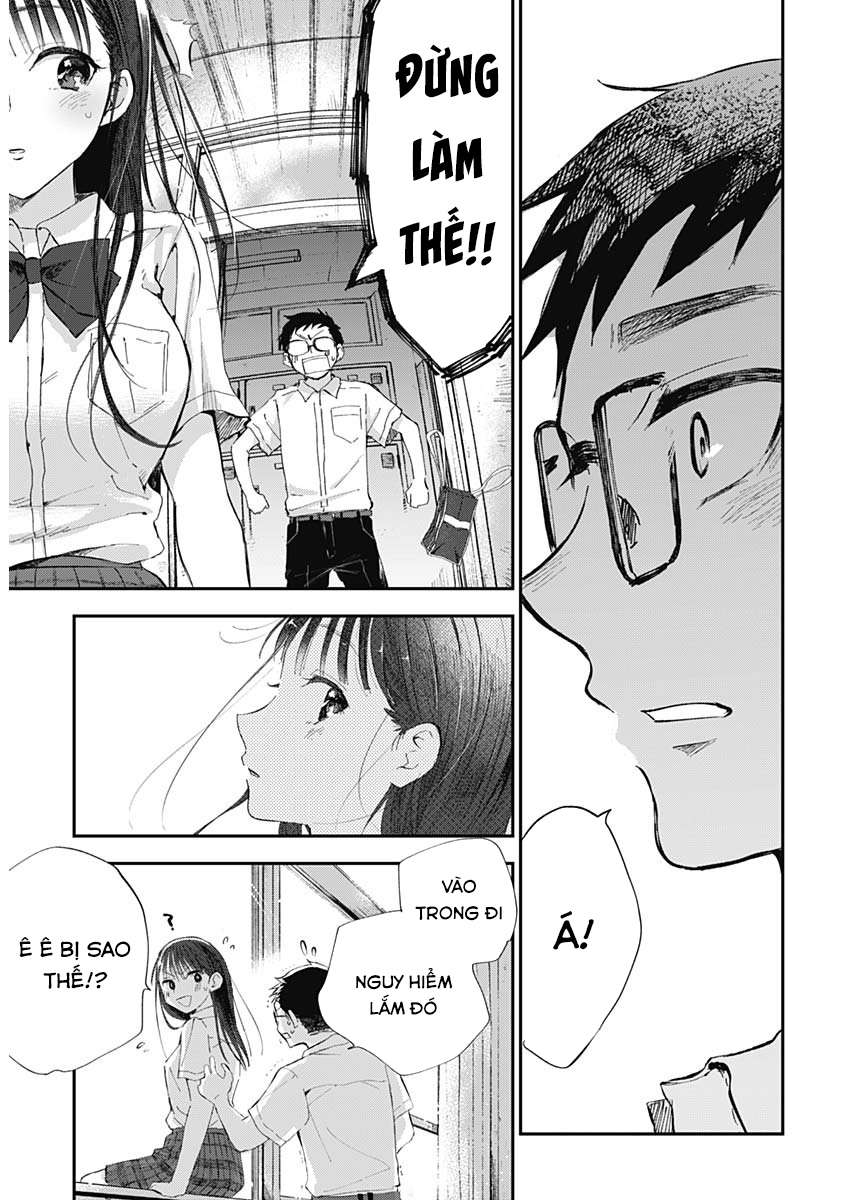 Á!
ĐỪNG
LÀM
THẾ!!
VÀO
TRONG ĐI
NGUY HIỂM
LẮM ĐÓ
?
Ê Ê BỊ SAO
THẾ!?